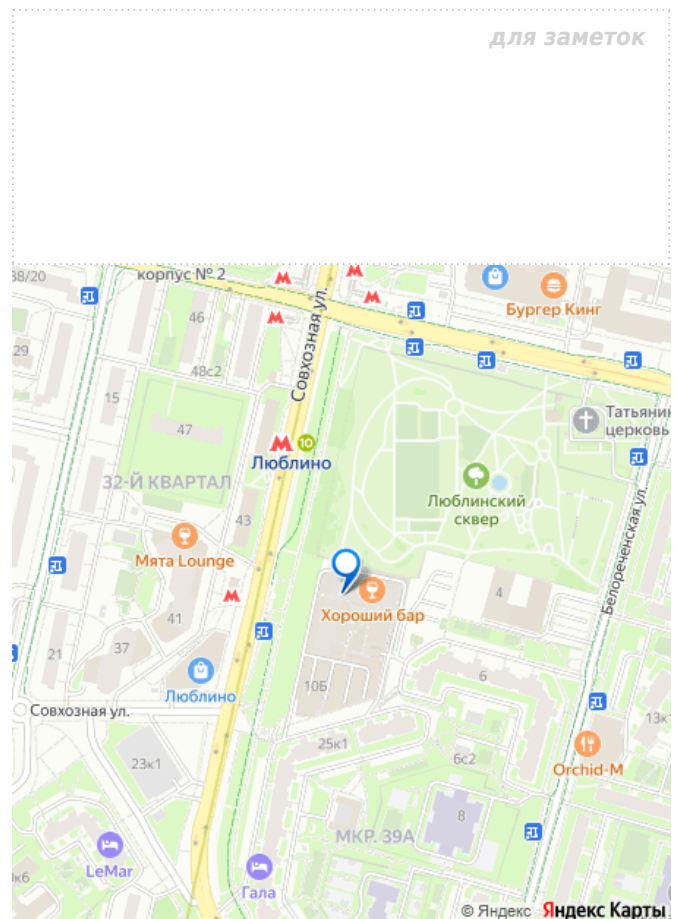 для заметок
38/20
корпус № 2
Бургер Кинг
46
Совхозная ул.
29
48с2
15
47
Татьянин
церковь
10
Люблино
32-Й КВАРТАЛ
Люблинский
сквер
43
Белореченская ул.
Мята Lounge
4
41
Хороший бар
37
21
6
Люблино
10Б
Совхозная ул.
13к1
25к1
23к1
6с2
Orchid-M
8
МКР. 39А
LeMar
Гала
© Яндекс Яндекс Карты